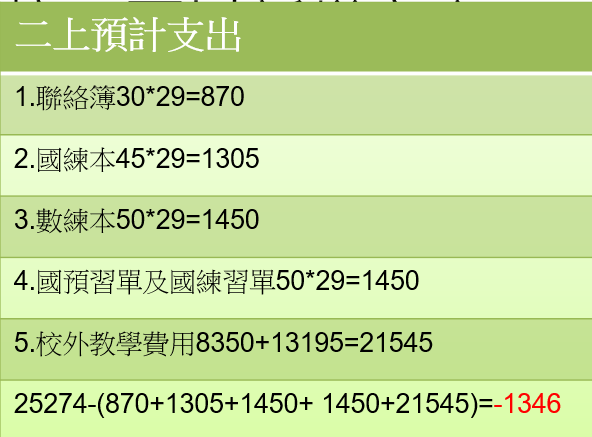 二上預計支出
1.聯絡簿30*29=870
2.國練本45*29=1305
3.數練本50*29=1450
4.國預習單及國練習單50*29=1450
5.校外教學費用8350+13195=21545
25274-(870+1305+1450+ 1450+21545)=-1346